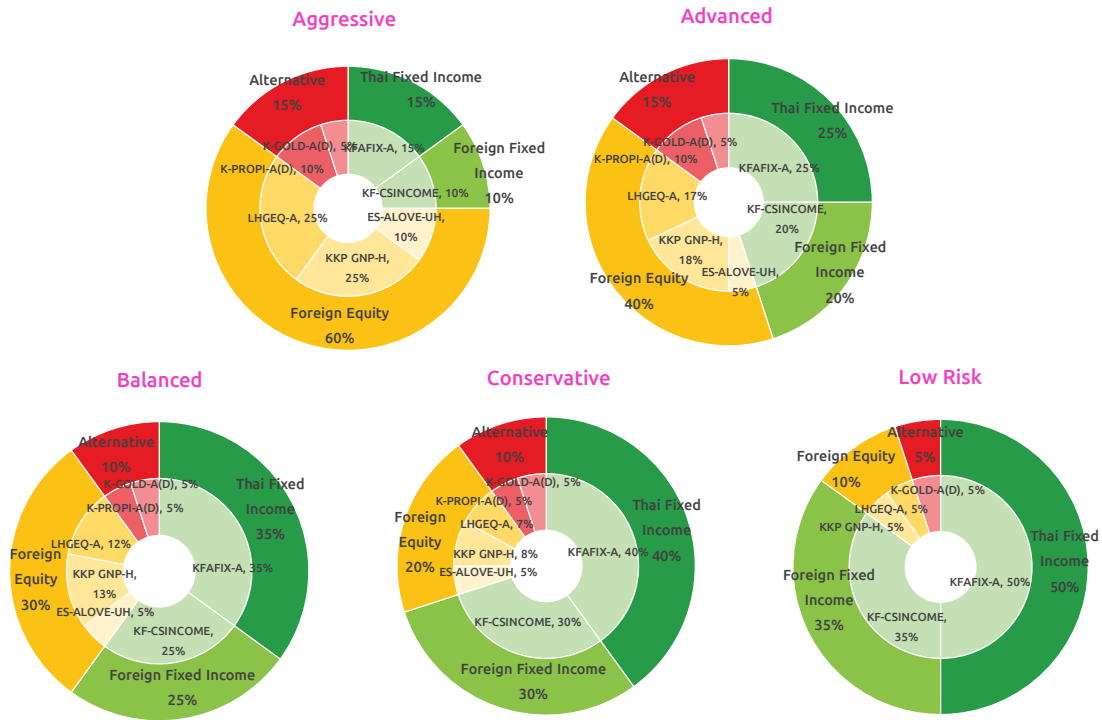 Aggressive
Alternative
15%
Thai Fixed Income
15%
Foreign Fixed
Income
10%
Foreign Equity
60%
K-GOLD-A(D), 5%
KFAFIX-A, 15%
K-PROPI-A(D),
10%
KF-CSINCOME, 10%
LHGEQ-A, 25%
ES-ALOVE-UH,
10%
KKP GNP-H,
25%
Advanced
Alternative
15%
Thai Fixed Income
25%
Foreign Fixed
Income
20%
Foreign Equity
40%
K-GOLD-A(D), 5%
K-PROPI-A(D),
10%
KFAFIX-A, 25%
LHGEQ-A, 17%
KF-CSINCOME,
20%
KKP GNP-H,
18%
ES-ALOVE-UH,
5%
Balanced
Alternative
10%
Thai Fixed
Income
35%
Foreign
Equity
30%
Foreign Fixed Income
25%
K-GOLD-A(D), 5%
K-PROPI-A(D), 5%
LHGEQ-A, 12%
KFAFIX-A, 35%
KKP GNP-H,
13%
ES-ALOVE-UH, 5%
KF-CSINCOME,
25%
Conservative
Alternative
10%
Thai Fixed
Income
40%
Foreign
Equity
20%
Foreign Fixed Income
30%
K-GOLD-A(D), 5%
K-PROPI-A(D), 5%
LHGEQ-A, 7%
KFAFIX-A, 40%
KKP GNP-H, 8%
ES-ALOVE-UH, 5%
KF-CSINCOME, 30%
Low Risk
Alternative
5%
Foreign Equity
10%
Thai Fixed
Income
50%
Foreign Fixed
Income
35%
K-GOLD-A(D), 5%
LHGEQ-A, 5%
KKP GNP-H, 5%
KFAFIX-A, 50%
KF-CSINCOME,
35%